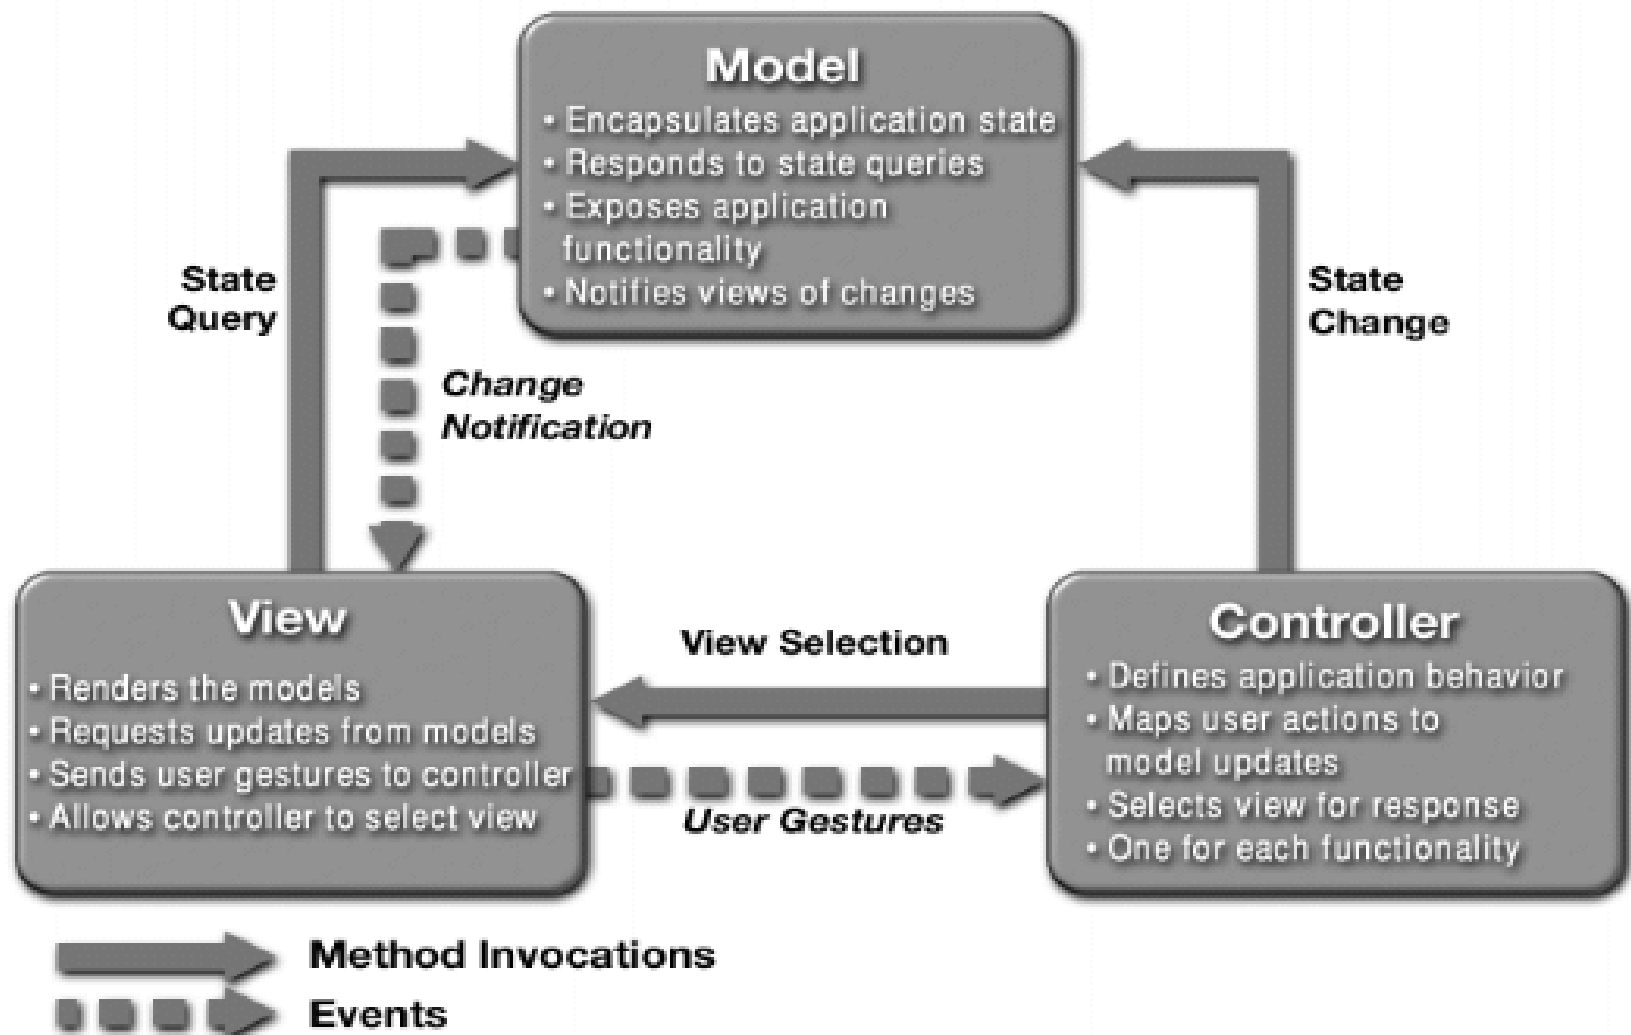 Model
• Encapsulates application state
• Responds to state queries
• Exposes application
functionality
• Notifies views of changes
State
Query
Change
Notification
State
Change
View
• Renders the models
• Requests updates from models
• Sends user gestures to controller
• Allows controller to select view
View Selection
User Gestures
Controller
• Defines application behavior
• Maps user actions to
model updates
• Selects view for response
• One for each functionality
Method Invocations
Events